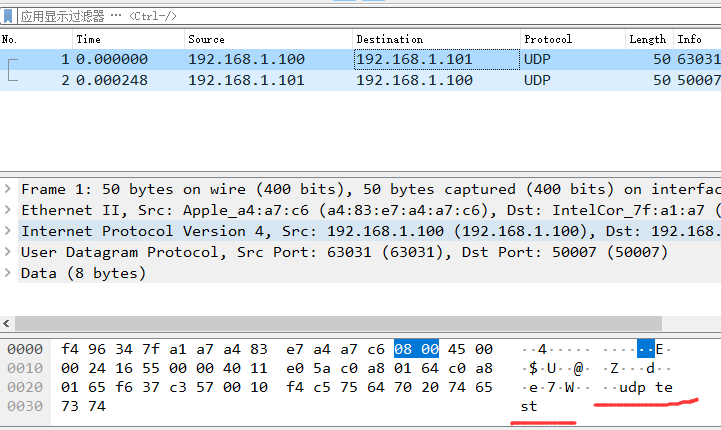 应用显示过滤器 ··· <Ctrl-/>
No. Time Source Destination Protocol Length Info
1 0.000000 192.168.1.100 192.168.1.101 UDP 50 63031
2 0.000248 192.168.1.101 192.168.1.100 UDP 50 50007
Frame 1: 50 bytes on wire (400 bits), 50 bytes captured (400 bits) on interfac
Ethernet II, Src: Apple_a4:a7:c6 (a4:83:e7:a4:a7:c6), Dst: IntelCor_7f:a1:a7 (
Internet Protocol Version 4, Src: 192.168.1.100 (192.168.1.100), Dst: 192.168.
User Datagram Protocol, Src Port: 63031 (63031), Dst Port: 50007 (50007)
Data (8 bytes)
0000 f4 96 34 7f a1 a7 a4 83 e7 a4 a7 c6 08 00 45 00 ··4····· ······E·
0010 00 24 16 55 00 00 40 11 e0 5a c0 a8 01 64 c0 a8 ·$·U··@· ·Z···d··
0020 01 65 f6 37 c3 57 00 10 f4 c5 75 64 70 20 74 65 ·e·7·W·· ··udp te
0030 73 74 st